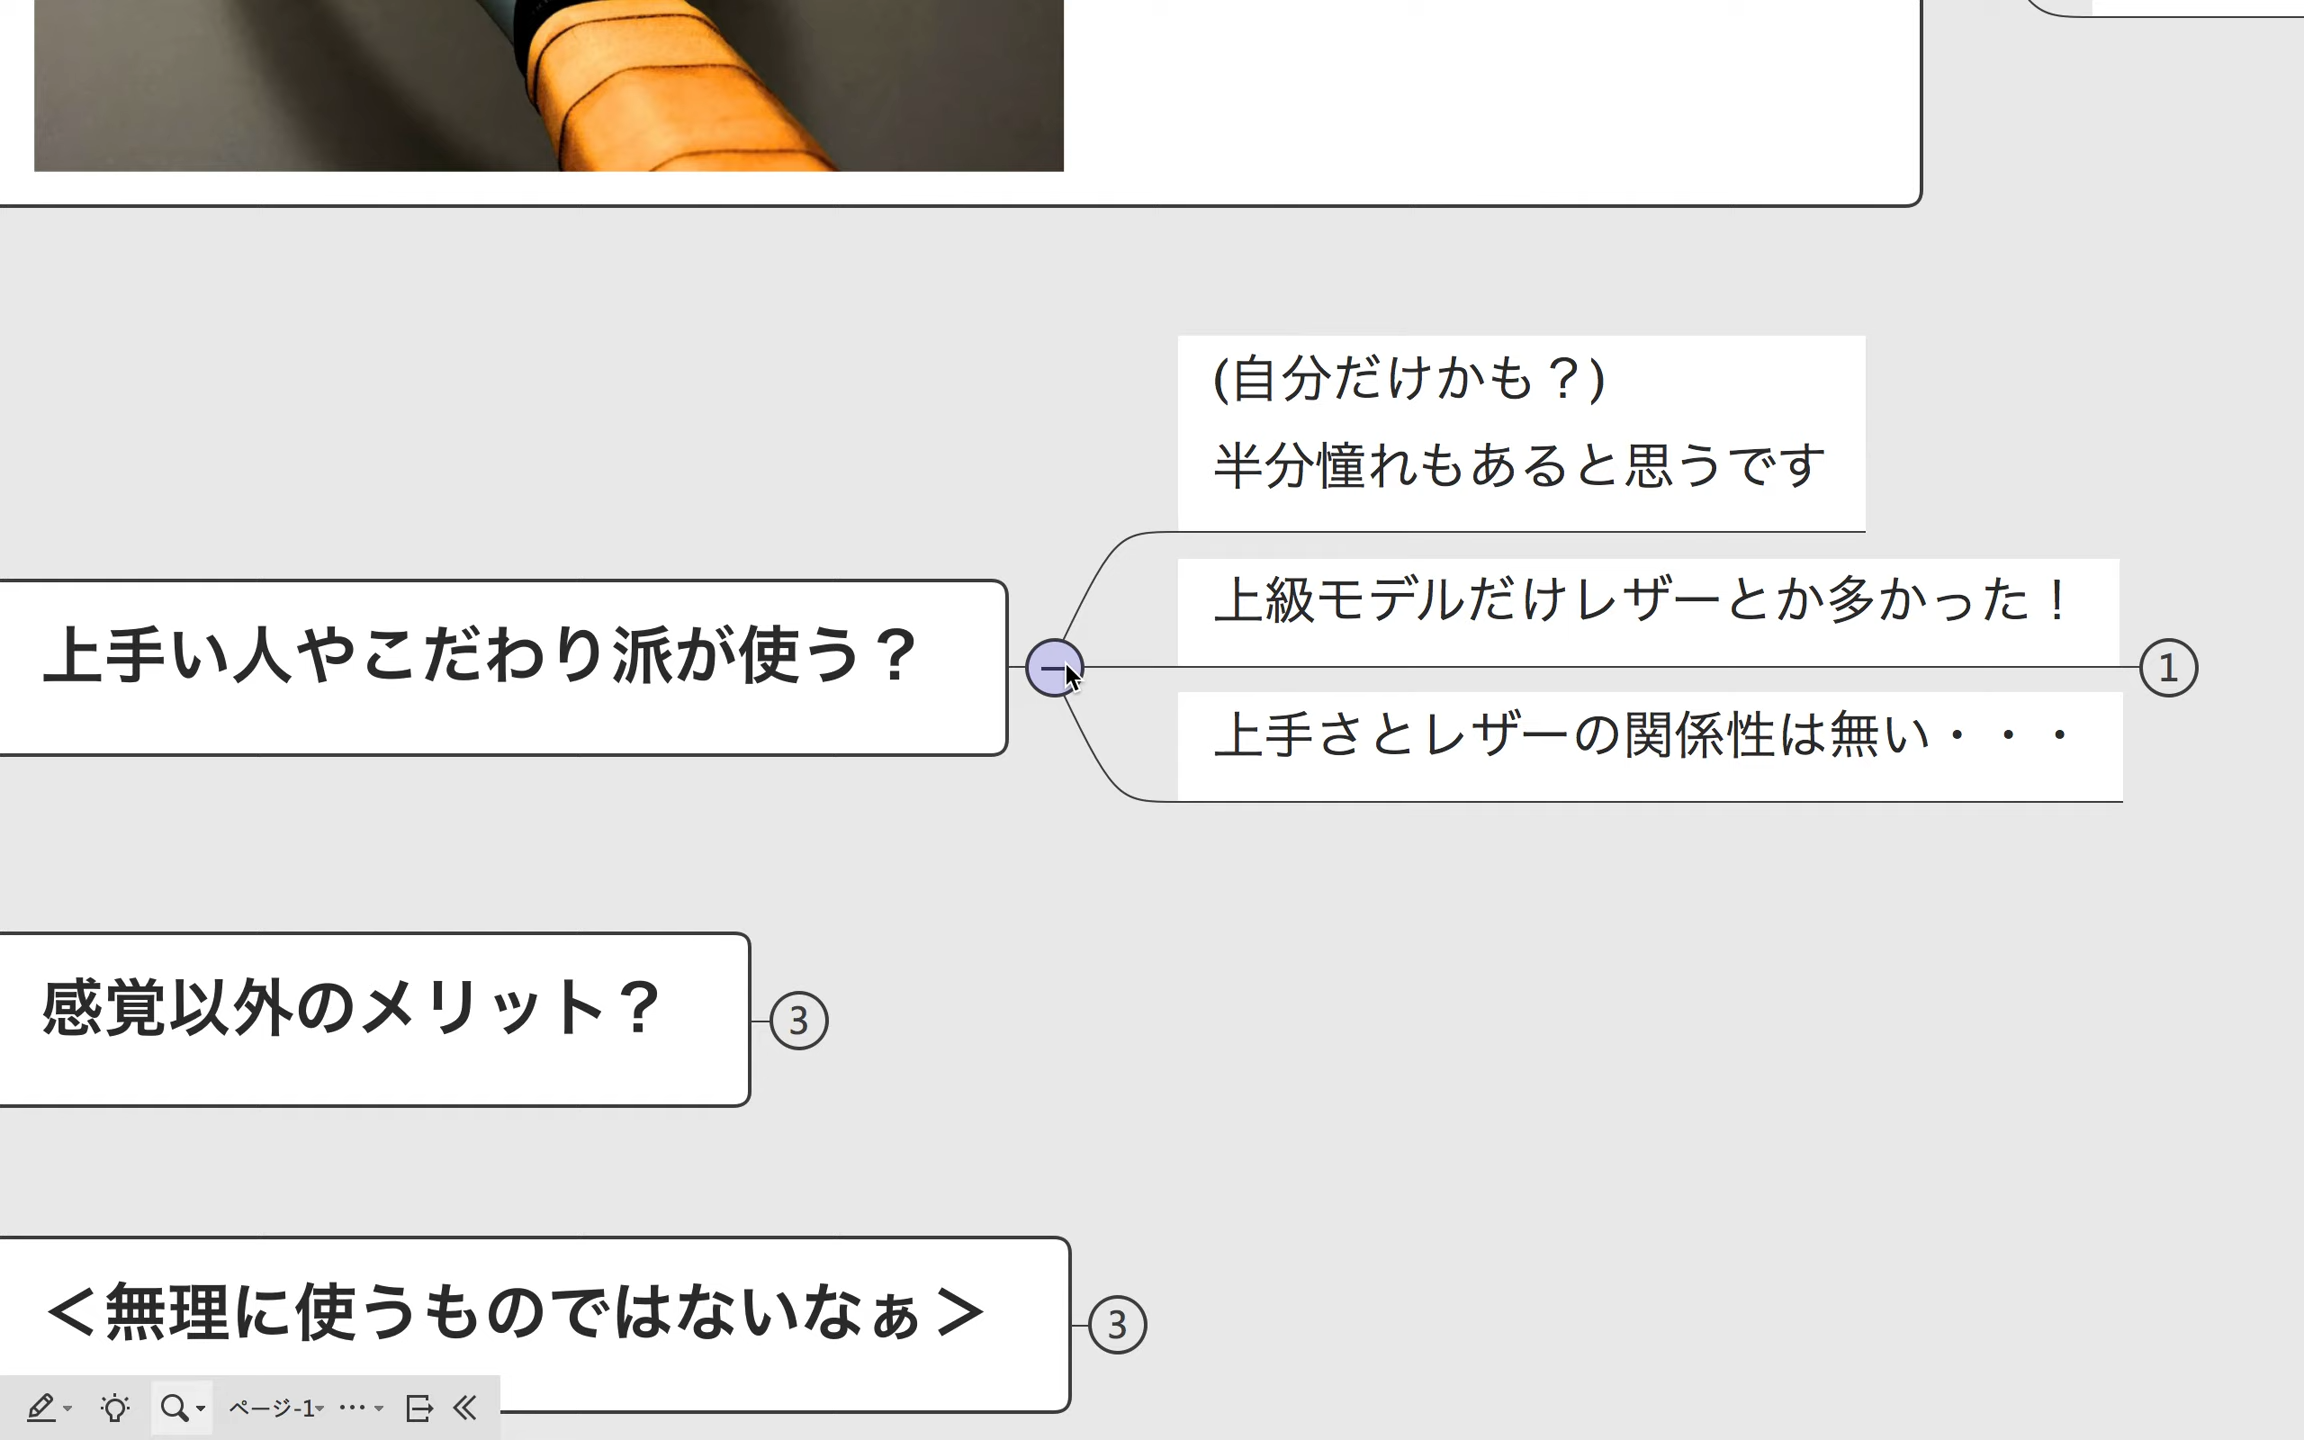 (自分だけかも？)
半分憧れもあると思うです
上級モデルだけレザーとか多かった！
1
上手さとレザーの関係性は無い・・・
上手い人やこだわり派が使う？
感覚以外のメリット？
3
＜無理に使うものではないなぁ＞
3
ページ-1